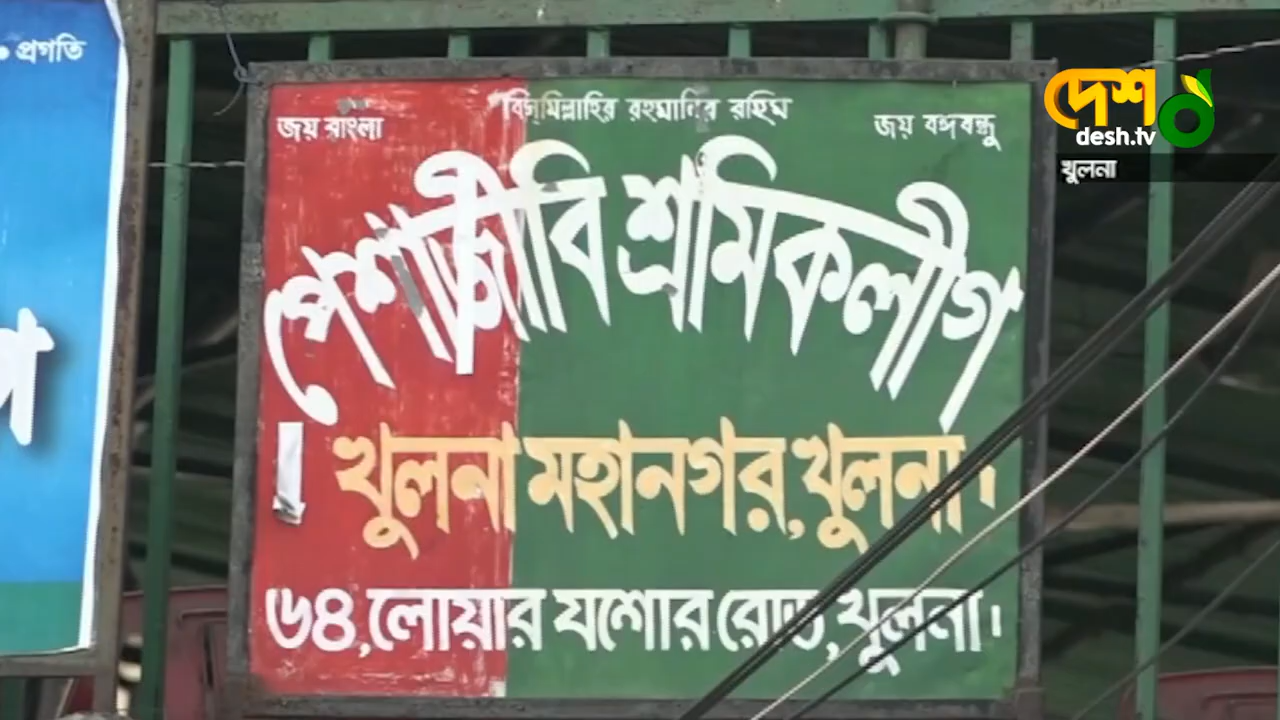 প্রগতি
বিসমিল্লাহির রহমানির রহিম
জয় বাংলা
জয় বঙ্গবন্ধু
পেশাজীবি শ্রমিকলীগ
খুলনা মহানগর, খুলনা।
৬৪, লোয়ার যশোর রোড, খুলনা।
দেশ
desh.tv
খুলনা